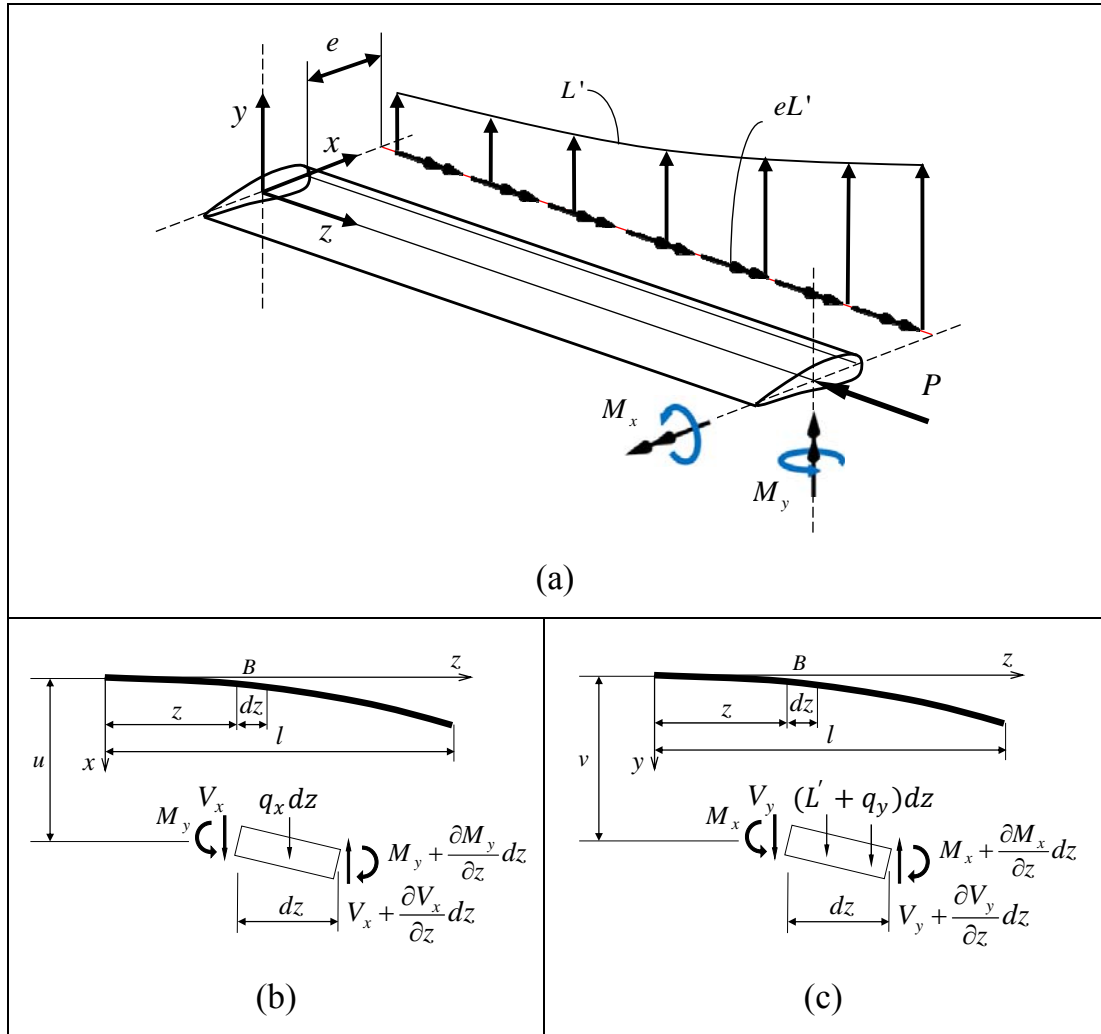 e
L'
eL'
y
x
z
P
M_x
M_y
(a)
B
z
dz
z
l
u
x
V_x
q_x dz
M_y
M_y + ∂M_y/∂z dz
dz
V_x + ∂V_x/∂z dz
(b)
B
z
dz
z
l
v
y
V_y
(L' + q_y)dz
M_x
M_x + ∂M_x/∂z dz
dz
V_y + ∂V_y/∂z dz
(c)